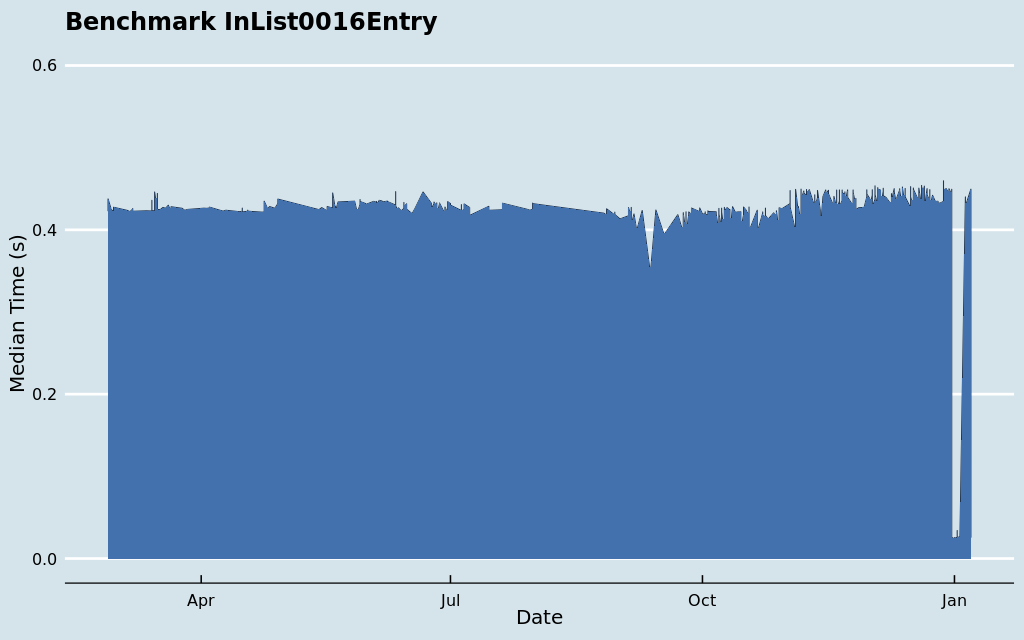 Benchmark InList0016Entry
0.6
0.4
0.2
0.0
Median Time (s)
Apr
Jul
Oct
Jan
Date